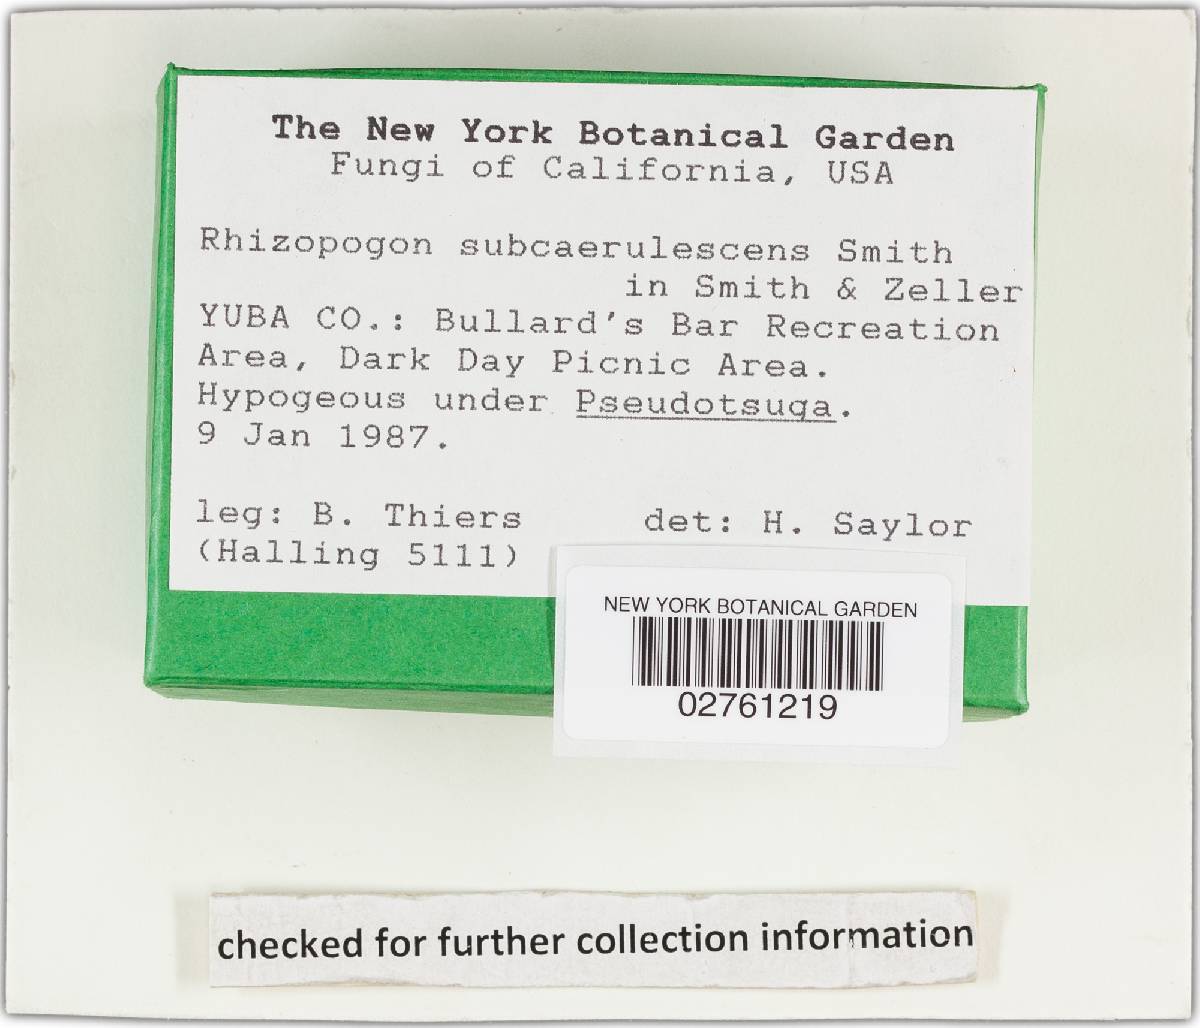 The New York Botanical Garden
Fungi of California, USA
Rhizopogon subcaerulescens Smith
in Smith & Zeller
YUBA CO.: Bullard's Bar Recreation
Area, Dark Day Picnic Area.
Hypogeous under Pseudotsuga.
9 Jan 1987.
leg: B. Thiers det: H. Saylor
(Halling 5111)
NEW YORK BOTANICAL GARDEN
02761219
checked for further collection information